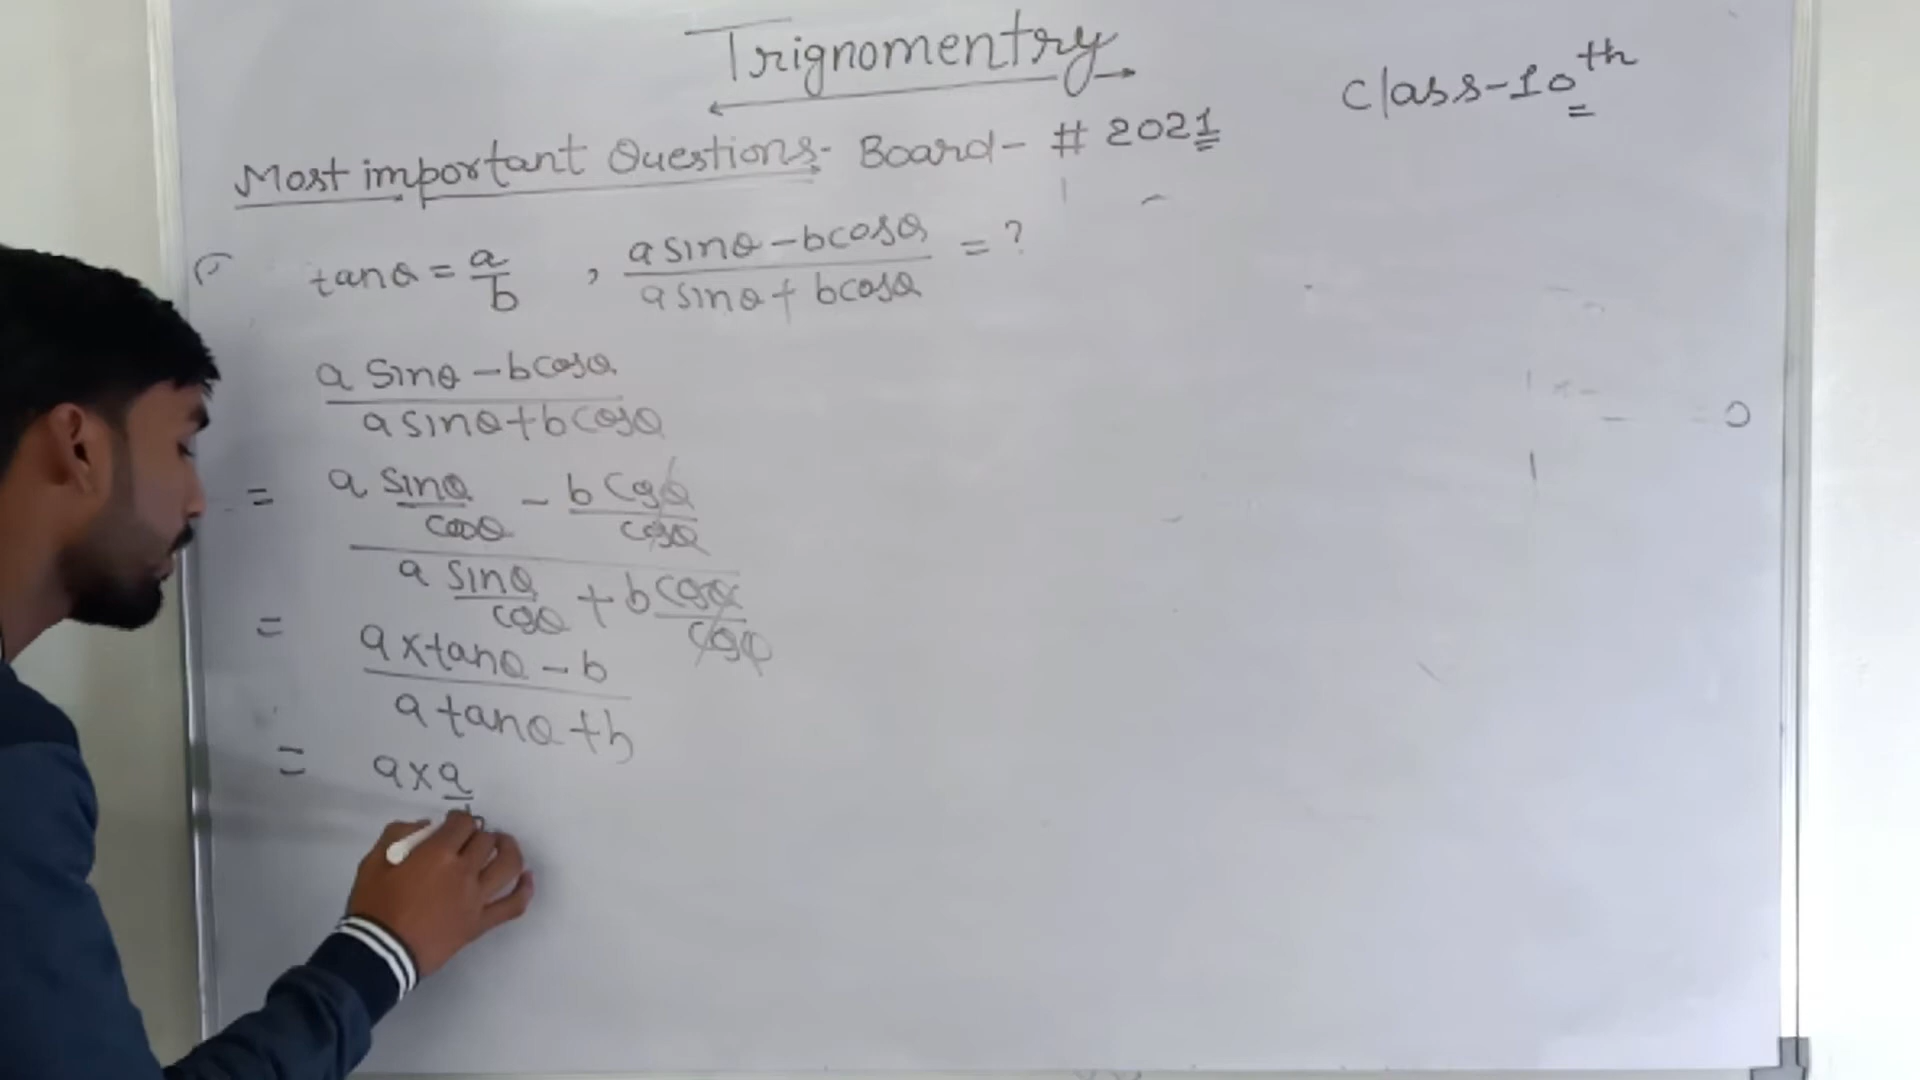 Trignomentry
Class-10th
Most important Questions- Board- # 2021
tanθ = a/b , (a sinθ - b cosθ)/(a sinθ + b cosθ) = ?
a sinθ - b cosθ
a sinθ + b cosθ
= a sinθ/cosθ - b cosθ/cosθ
a sinθ/cosθ + b cosθ/cosθ
= a x tanθ - b
a tanθ + b
= a x a/b